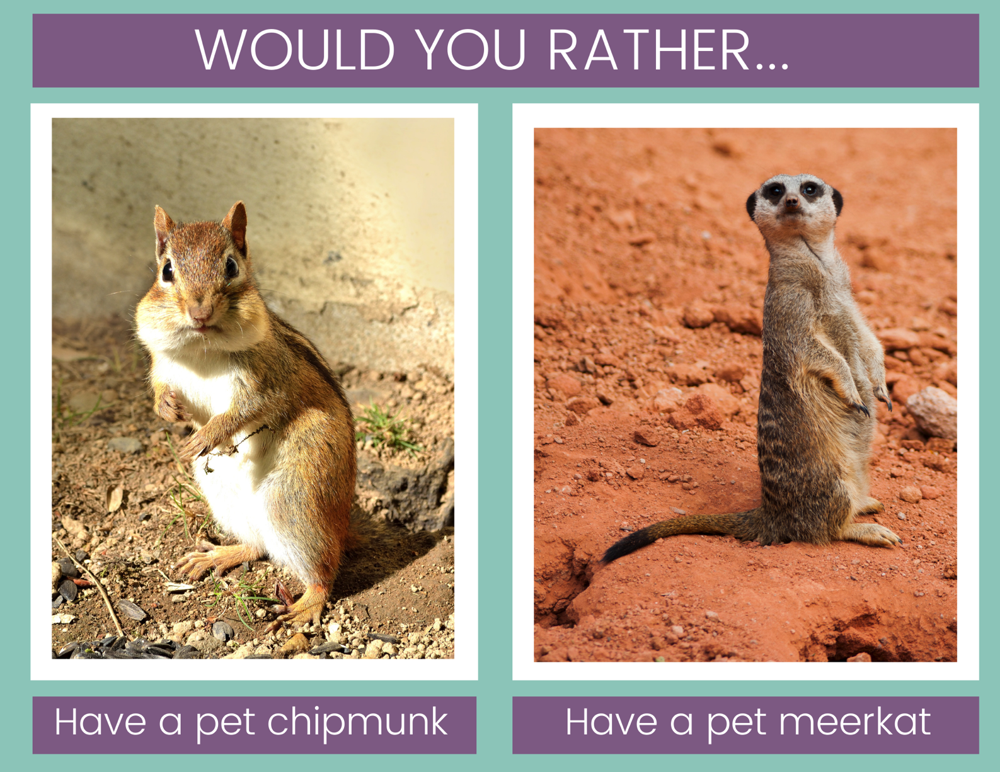 WOULD YOU RATHER...
Have a pet chipmunk
Have a pet meerkat